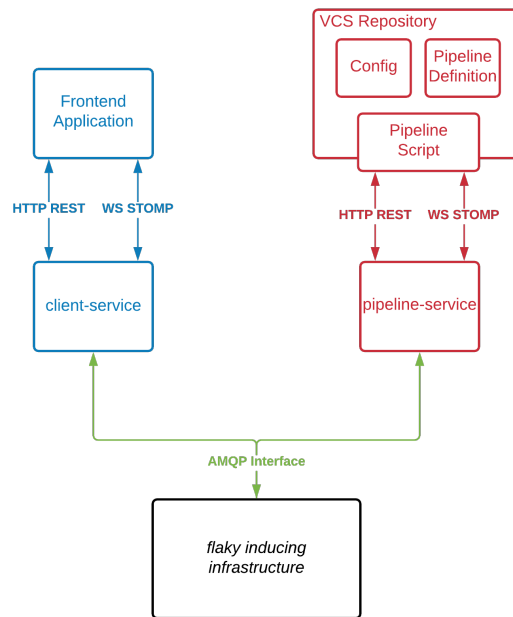 VCS Repository
Config
Pipeline
Definition
Frontend
Application
Pipeline
Script
HTTP REST
WS STOMP
HTTP REST
WS STOMP
client-service
pipeline-service
AMQP Interface
flaky inducing
infrastructure